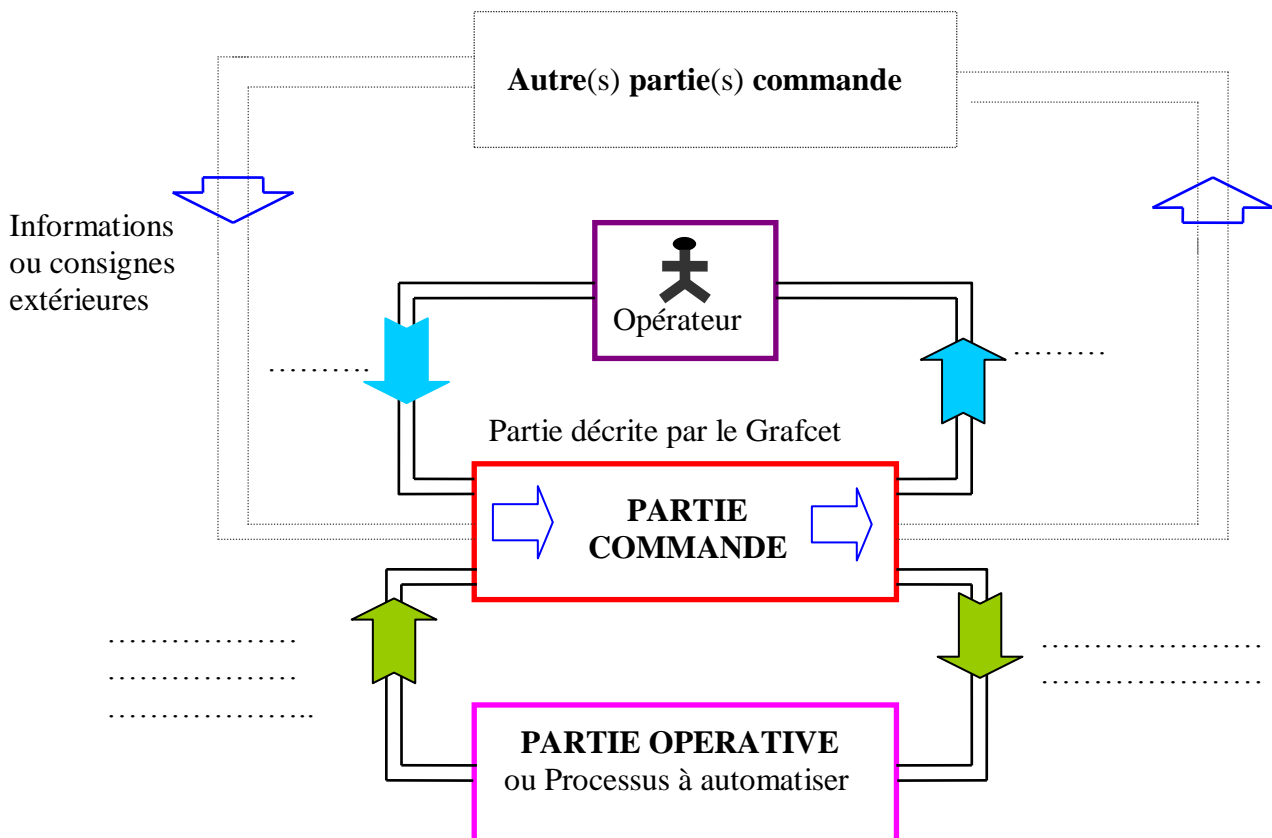 Autre(s) partie(s) commande
Informations
ou consignes
extérieures
Opérateur
..........
.........
Partie décrite par le Grafcet
PARTIE
COMMANDE
..................
..................
...................
....................
....................
PARTIE OPERATIVE
ou Processus à automatiser